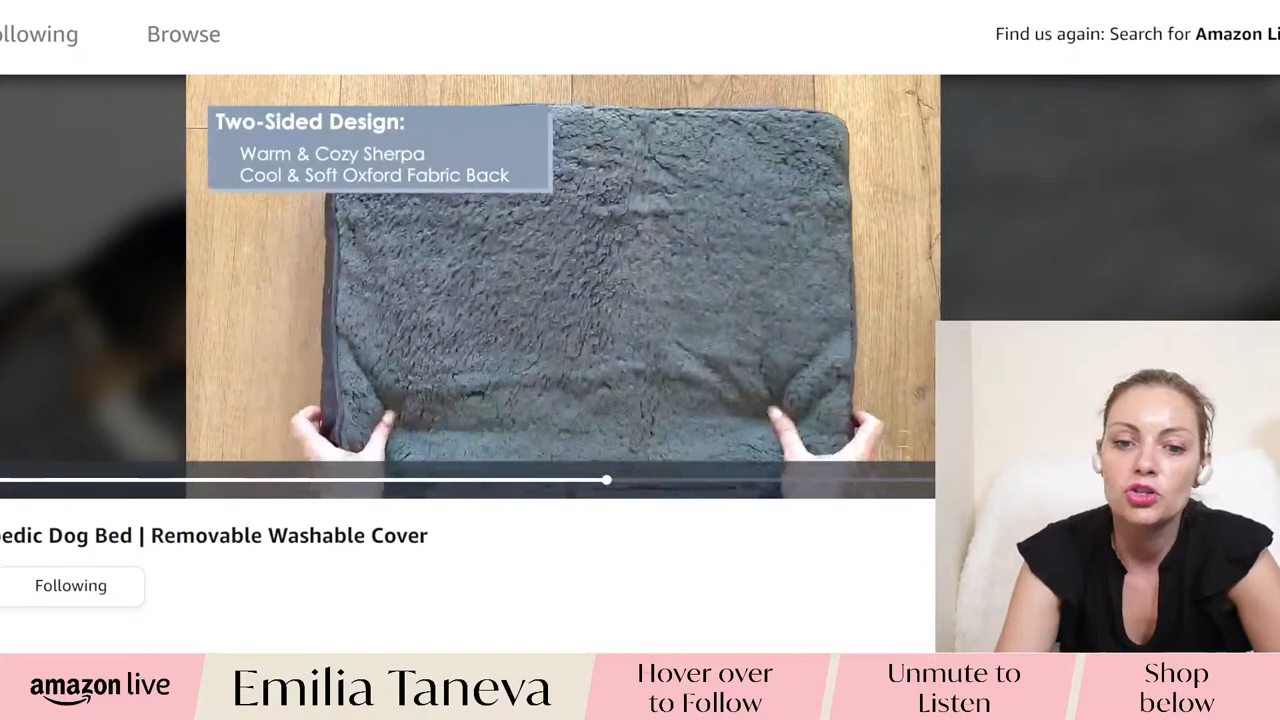 ollowing
Browse
Find us again: Search for Amazon Li
Two-Sided Design:
Warm & Cozy Sherpa
Cool & Soft Oxford Fabric Back
edic Dog Bed | Removable Washable Cover
Following
amazon live
Emilia Taneva
Hover over
to Follow
Unmute to
Listen
Shop
below